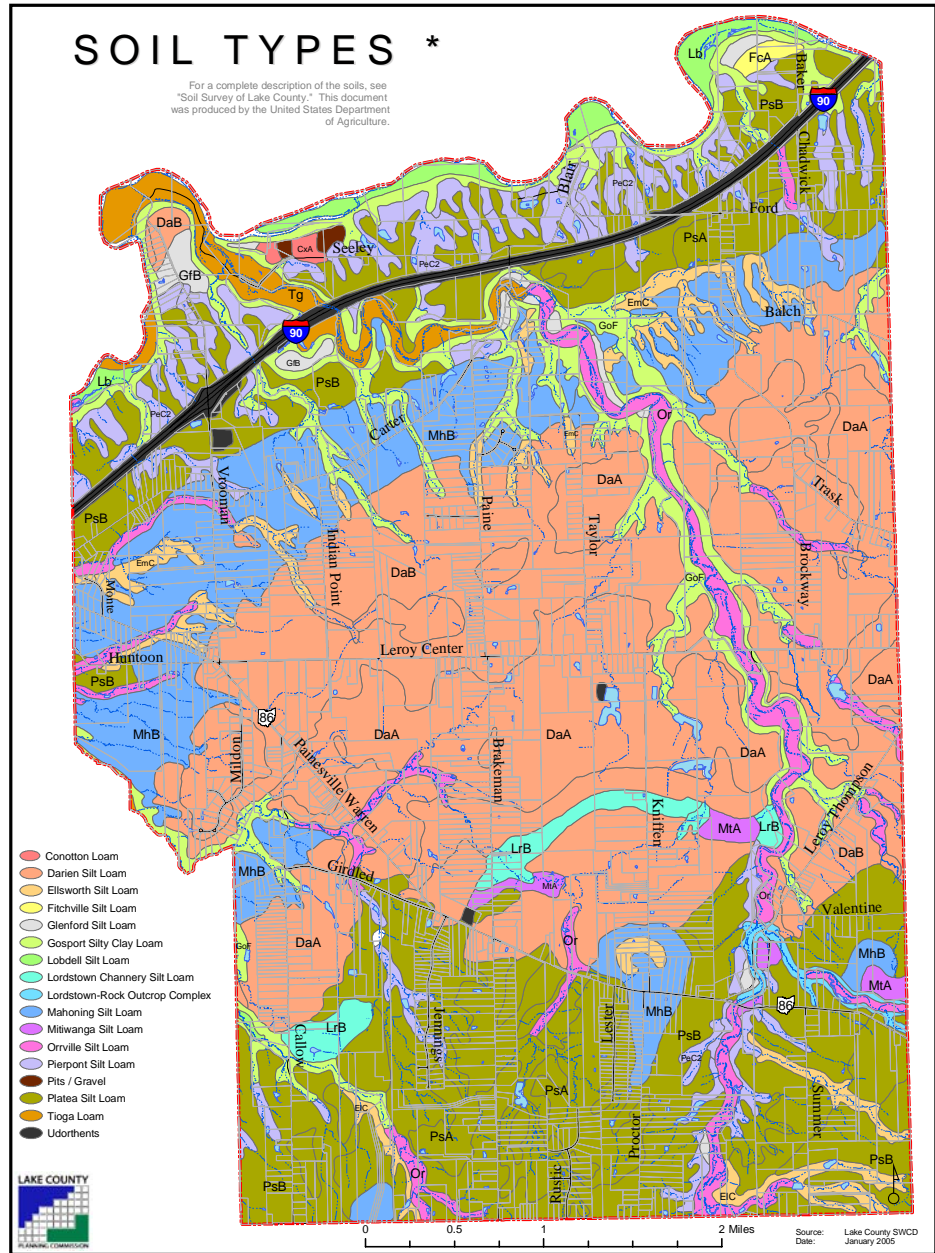 SOIL TYPES *
For a complete description of the soils, see
"Soil Survey of Lake County." This document
was produced by the United States Department
of Agriculture.
Lb
FcA
Baker
90
PsB
Chadwick
Blair
PeC2
Ford
DaB
PsA
CxA
Seeley
PeC2
GfB
Tg
EmC
Balch
90
GoF
GfB
PsB
Lb
PeC2
Or
Carter
MhB
EmC
DaA
Vrooman
DaA
Trask
PsB
Paine
Taylor
Indian Point
EmC
DaB
Brockway
GoF
Monte
Leroy Center
Huntoon
PsB
DaA
86
MhB
DaA
DaA
DaA
Mildon
Painesville Warren
Brakeman
Kniffen
Leroy Thompson
MtA
LrB
LrB
DaB
Girdled
MhB
MtA
Or
Valentine
GoF
DaA
Or
MhB
MtA
86
LrB
Callow
Jennings
Lester
MhB
PsB
PeC2
Summer
PsA
ElC
PsA
Proctor
PsB
Or
Rustic
PsB
ElC
Conotton Loam
Darien Silt Loam
Ellsworth Silt Loam
Fitchville Silt Loam
Glenford Silt Loam
Gosport Silty Clay Loam
Lobdell Silt Loam
Lordstown Channery Silt Loam
Lordstown-Rock Outcrop Complex
Mahoning Silt Loam
Mitiwanga Silt Loam
Orrville Silt Loam
Pierpont Silt Loam
Pits / Gravel
Platea Silt Loam
Tioga Loam
Udorthents
LAKE COUNTY
PLANNING COMMISSION
0 0.5 1 2 Miles
Source: Lake County SWCD
Date: January 2005